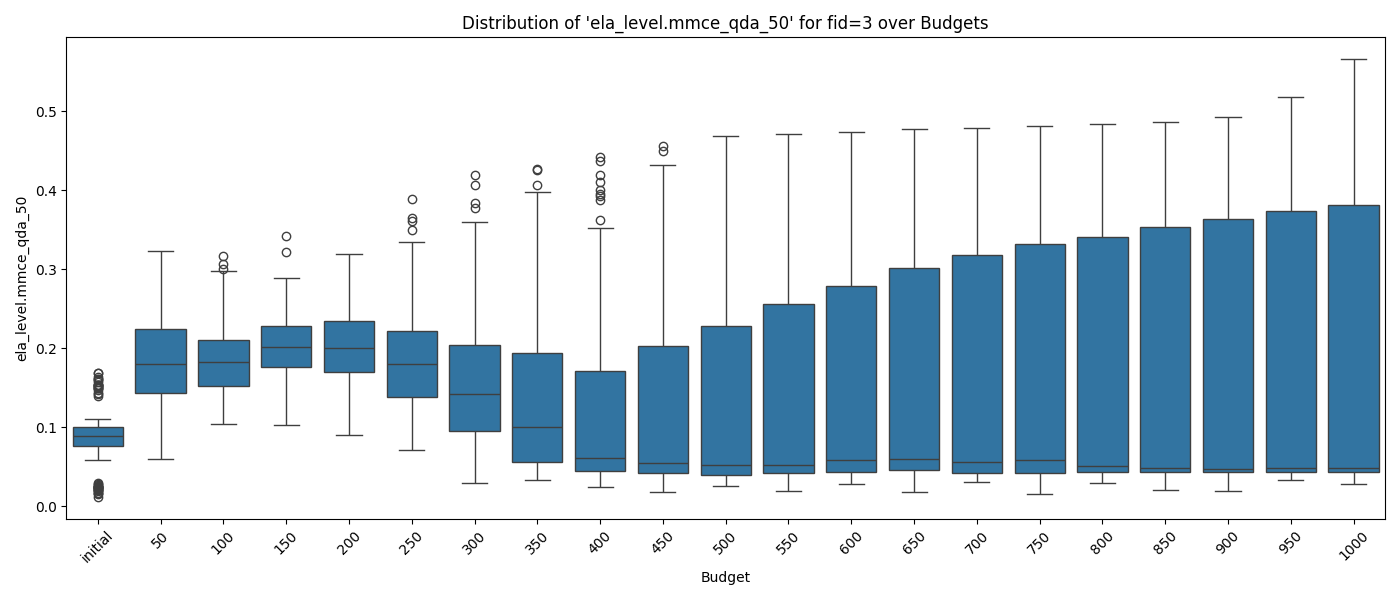 Distribution of 'ela_level.mmce_qda_50' for fid=3 over Budgets
ela_level.mmce_qda_50
0.5
0.4
0.3
0.2
0.1
0.0
initial 50 100 150 200 250 300 350 400 450 500 550 600 650 700 750 800 850 900 950 1000
Budget